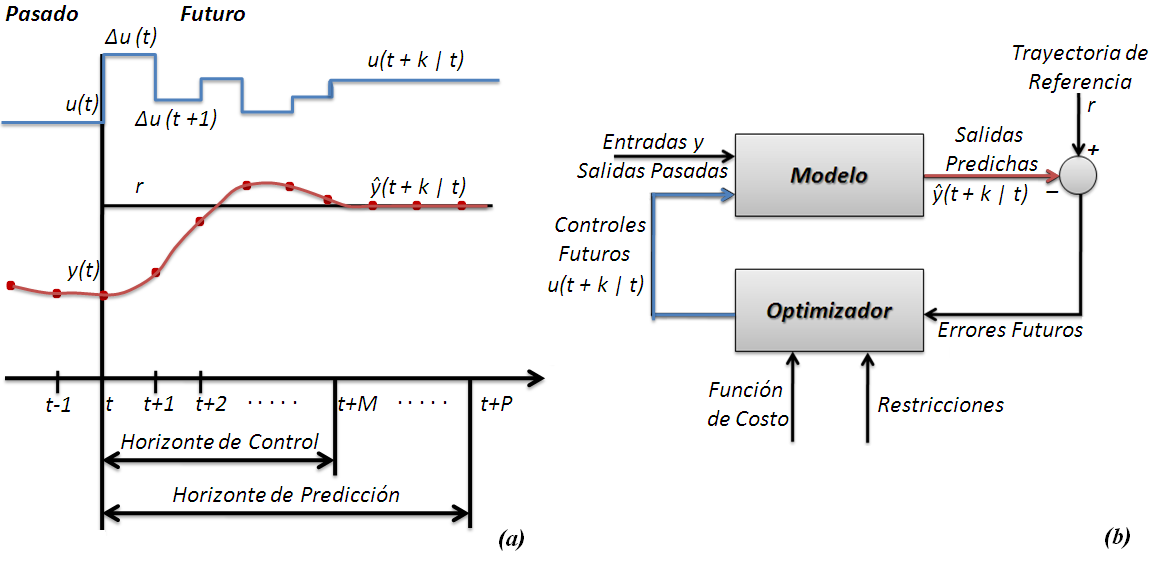 Pasado
Futuro
Δu (t)
u(t + k | t)
u(t)
Δu (t +1)
r
ŷ(t + k | t)
y(t)
t-1
t
t+1
t+2
· · · · ·
t+M
· · · · ·
t+P
Horizonte de Control
Horizonte de Predicción
(a)
Trayectoria de
Referencia
r
+
−
Entradas y
Salidas Pasadas
Modelo
Salidas
Predichas
ŷ(t + k | t)
Controles
Futuros
u(t + k | t)
Optimizador
Errores Futuros
Función
de Costo
Restricciones
(b)